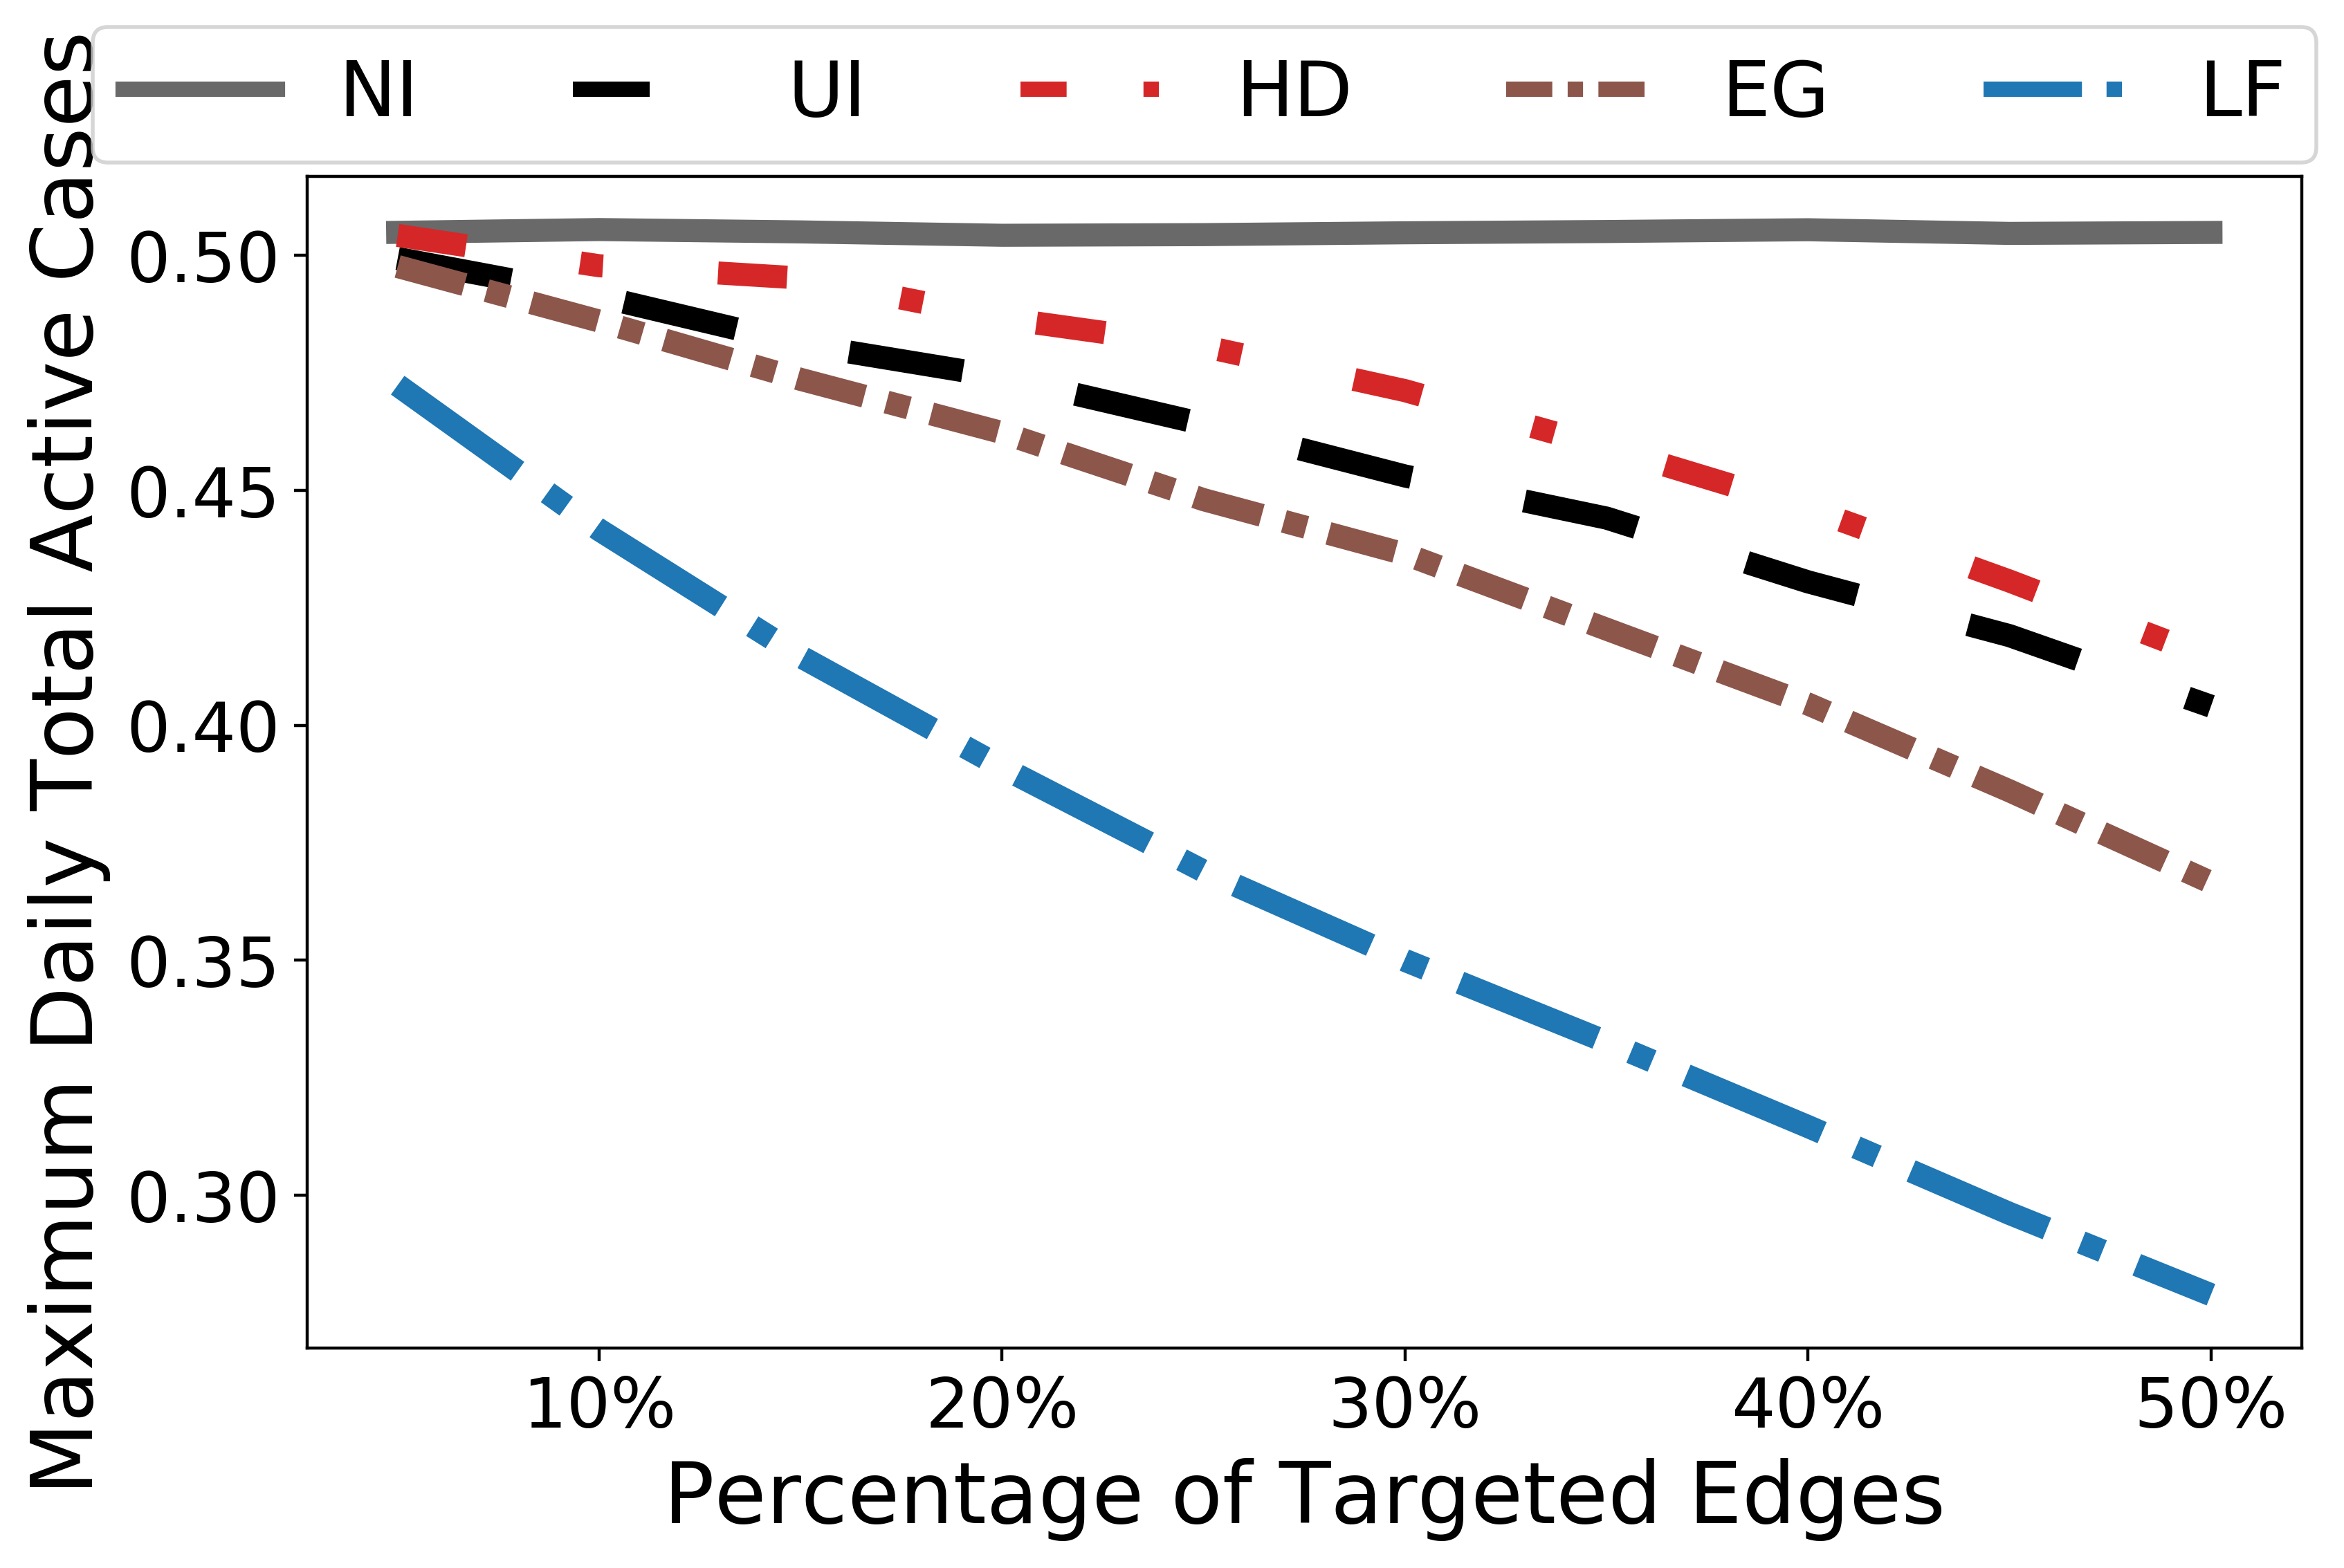 NI UI HD EG LF
Maximum Daily Total Active Cases
0.50
0.45
0.40
0.35
0.30
10% 20% 30% 40% 50%
Percentage of Targeted Edges